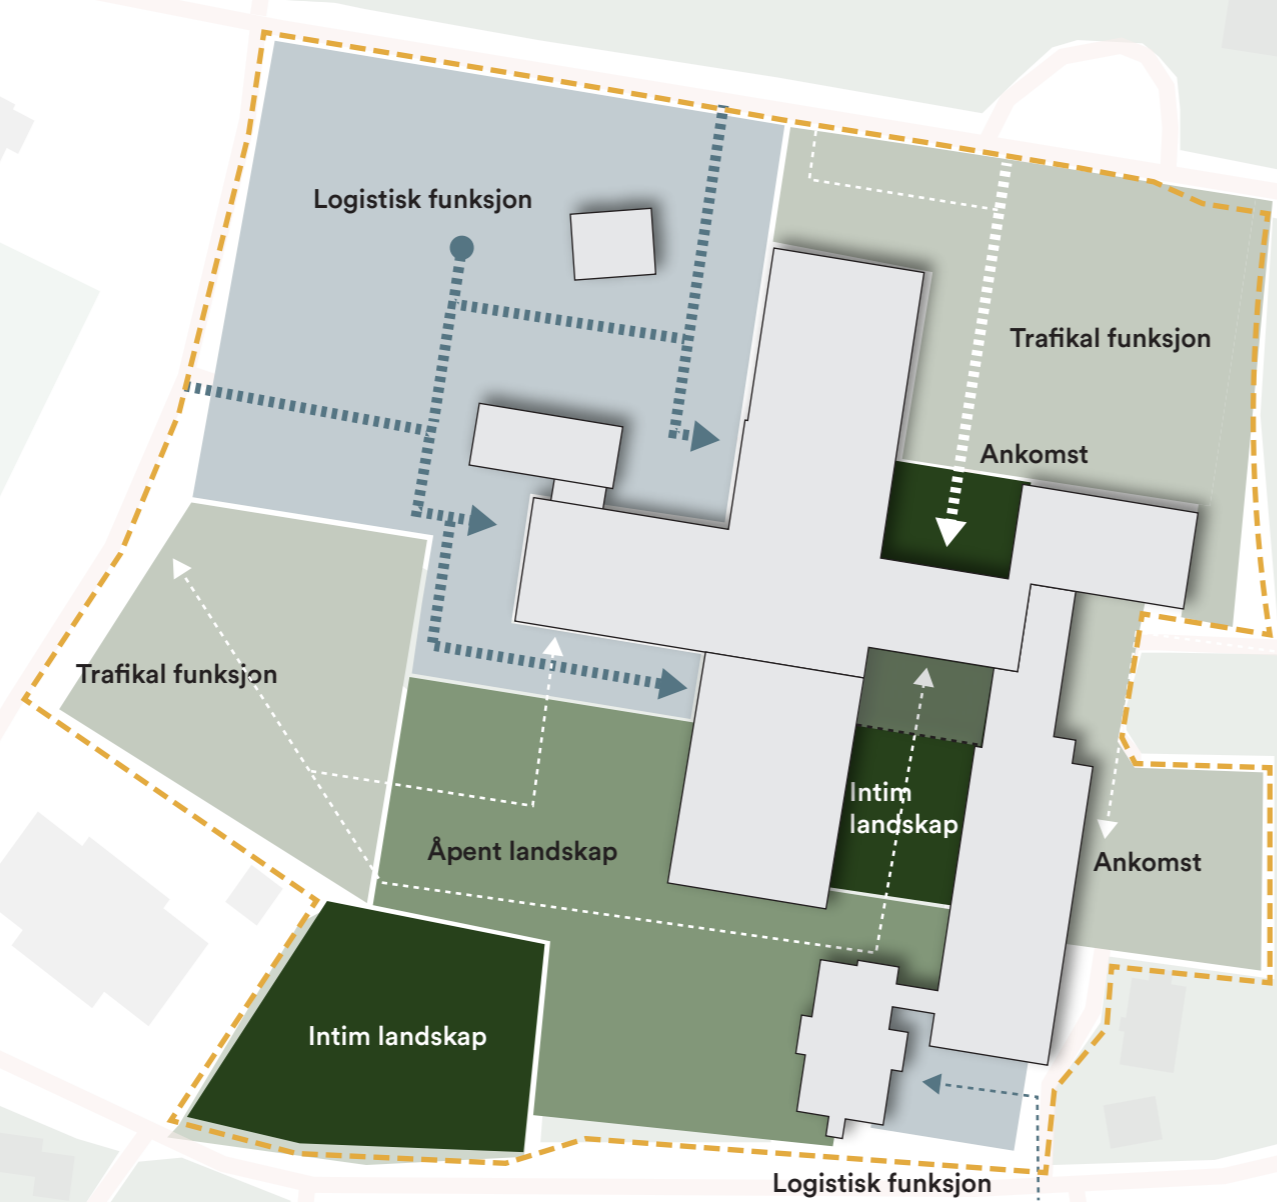 Logistisk funksjon
Trafikal funksjon
Ankomst
Trafikal funksjon
Intim
landskap
Åpent landskap
Ankomst
Intim landskap
Logistisk funksjon